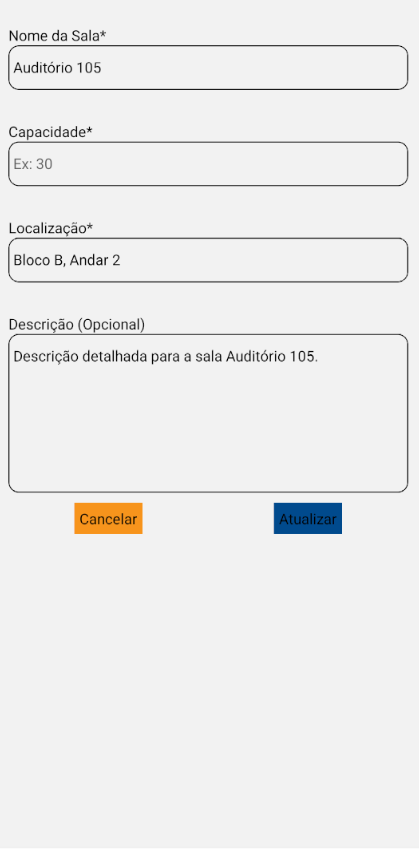 Nome da Sala*
Auditório 105
Capacidade*
Ex: 30
Localização*
Bloco B, Andar 2
Descrição (Opcional)
Descrição detalhada para a sala Auditório 105.
Cancelar
Atualizar